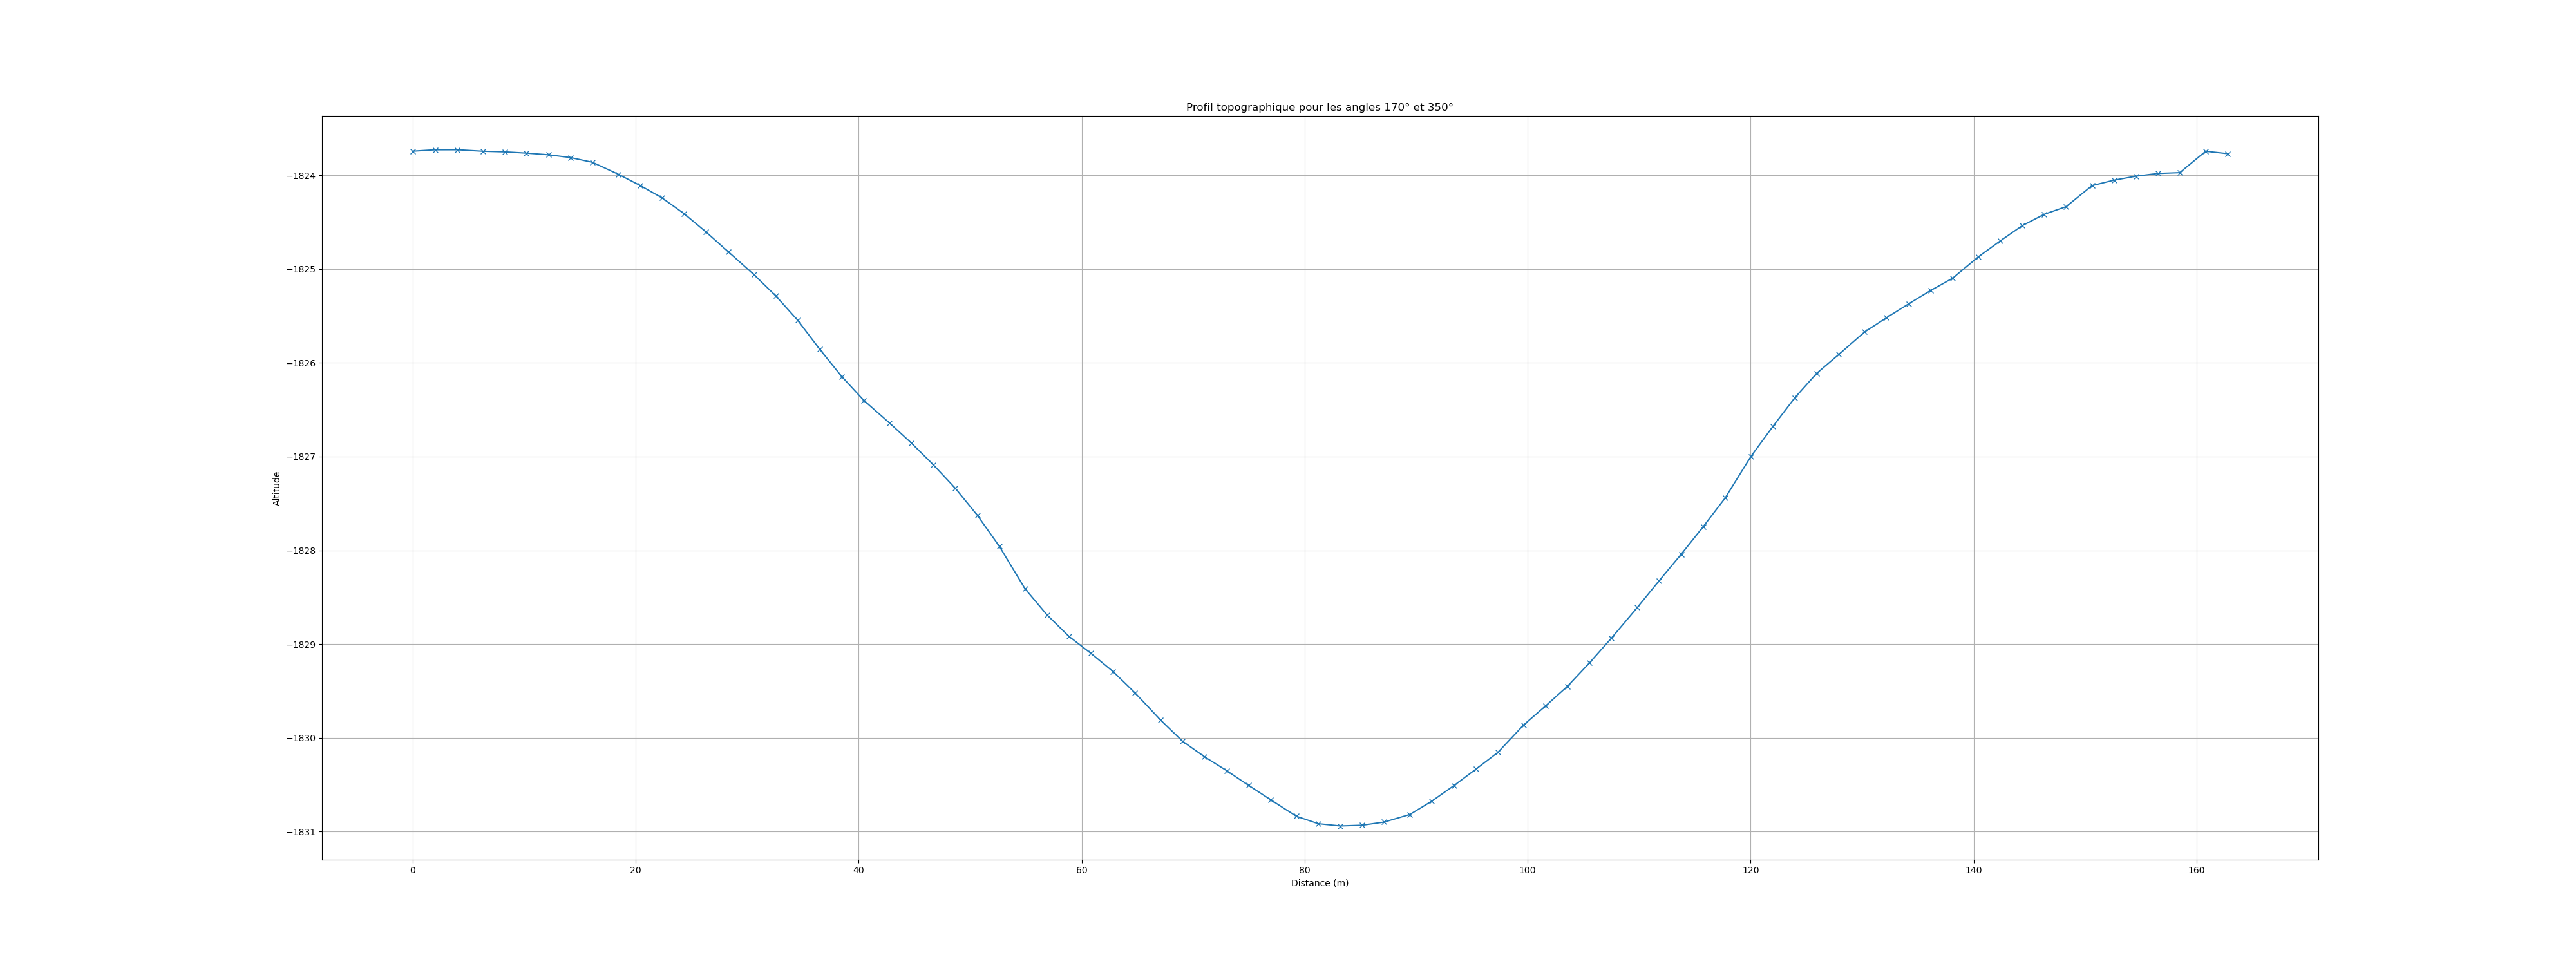 Profil topographique pour les angles 170° et 350°
Altitude
−1824
−1825
−1826
−1827
−1828
−1829
−1830
−1831
0 20 40 60 80 100 120 140 160
Distance (m)